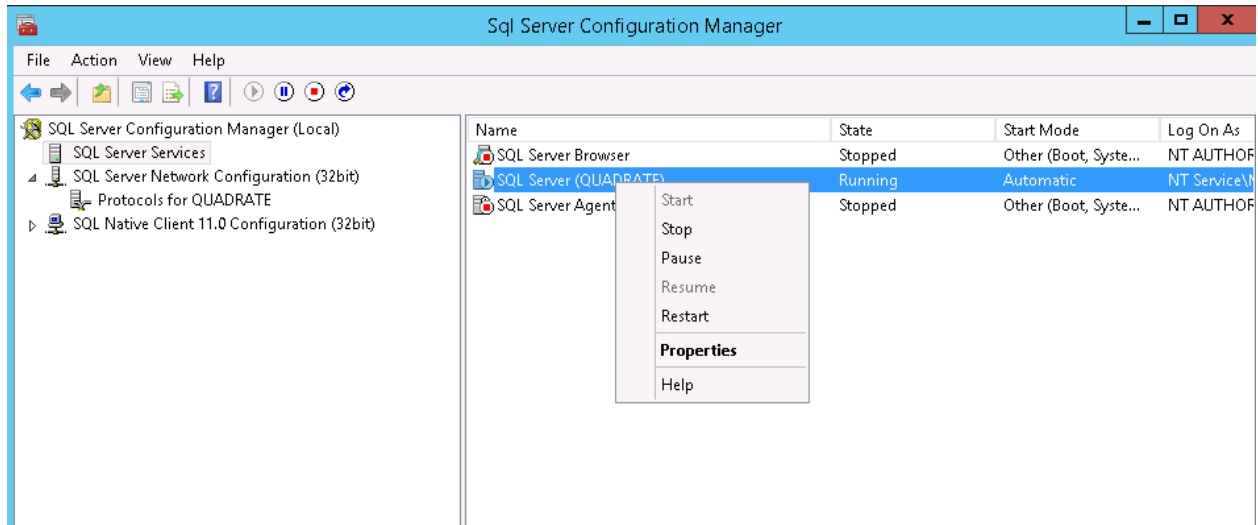 Sql Server Configuration Manager
File Action View Help
SQL Server Configuration Manager (Local)
SQL Server Services
SQL Server Network Configuration (32bit)
Protocols for QUADRATE
SQL Native Client 11.0 Configuration (32bit)
Name State Start Mode Log On As
SQL Server Browser Stopped Other (Boot, Syste... NT AUTHOR
SQL Server (QUADRATE) Running Automatic NT Service\
SQL Server Agent Stopped Other (Boot, Syste... NT AUTHOR
Start
Stop
Pause
Resume
Restart
Properties
Help